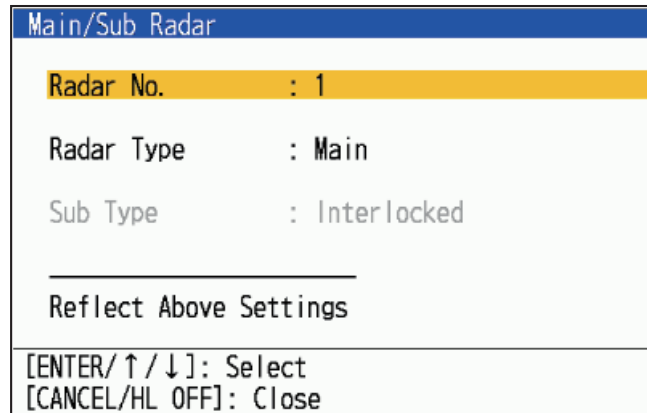 Main/Sub Radar
Radar No. : 1
Radar Type : Main
Sub Type : Interlocked
Reflect Above Settings
[ENTER/↑/↓]: Select
[CANCEL/HL OFF]: Close